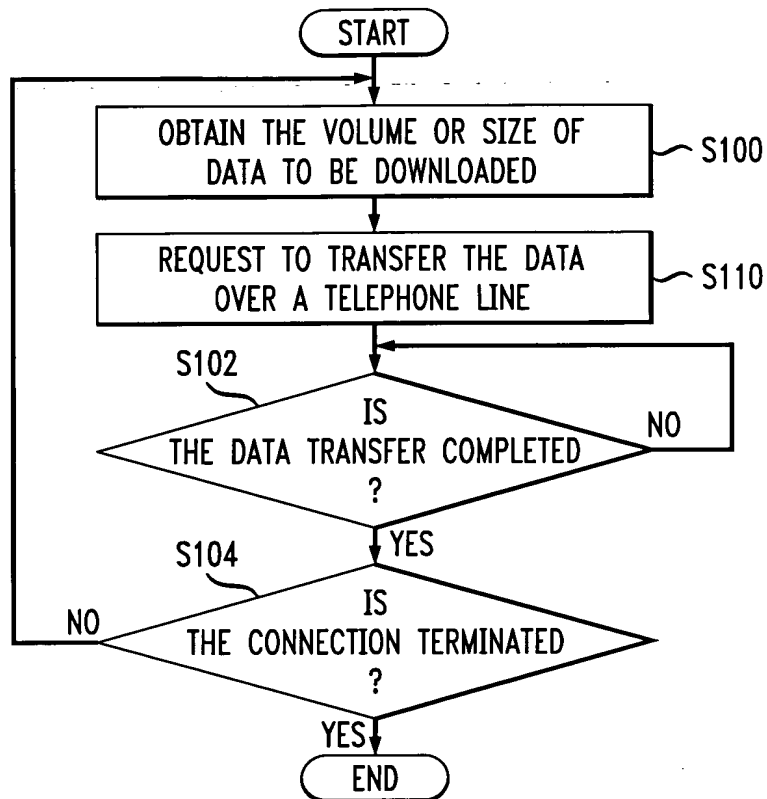 START
OBTAIN THE VOLUME OR SIZE OF
DATA TO BE DOWNLOADED
S100
REQUEST TO TRANSFER THE DATA
OVER A TELEPHONE LINE
S110
S102
IS
THE DATA TRANSFER COMPLETED
?
NO
YES
S104
IS
THE CONNECTION TERMINATED
?
NO
YES
END